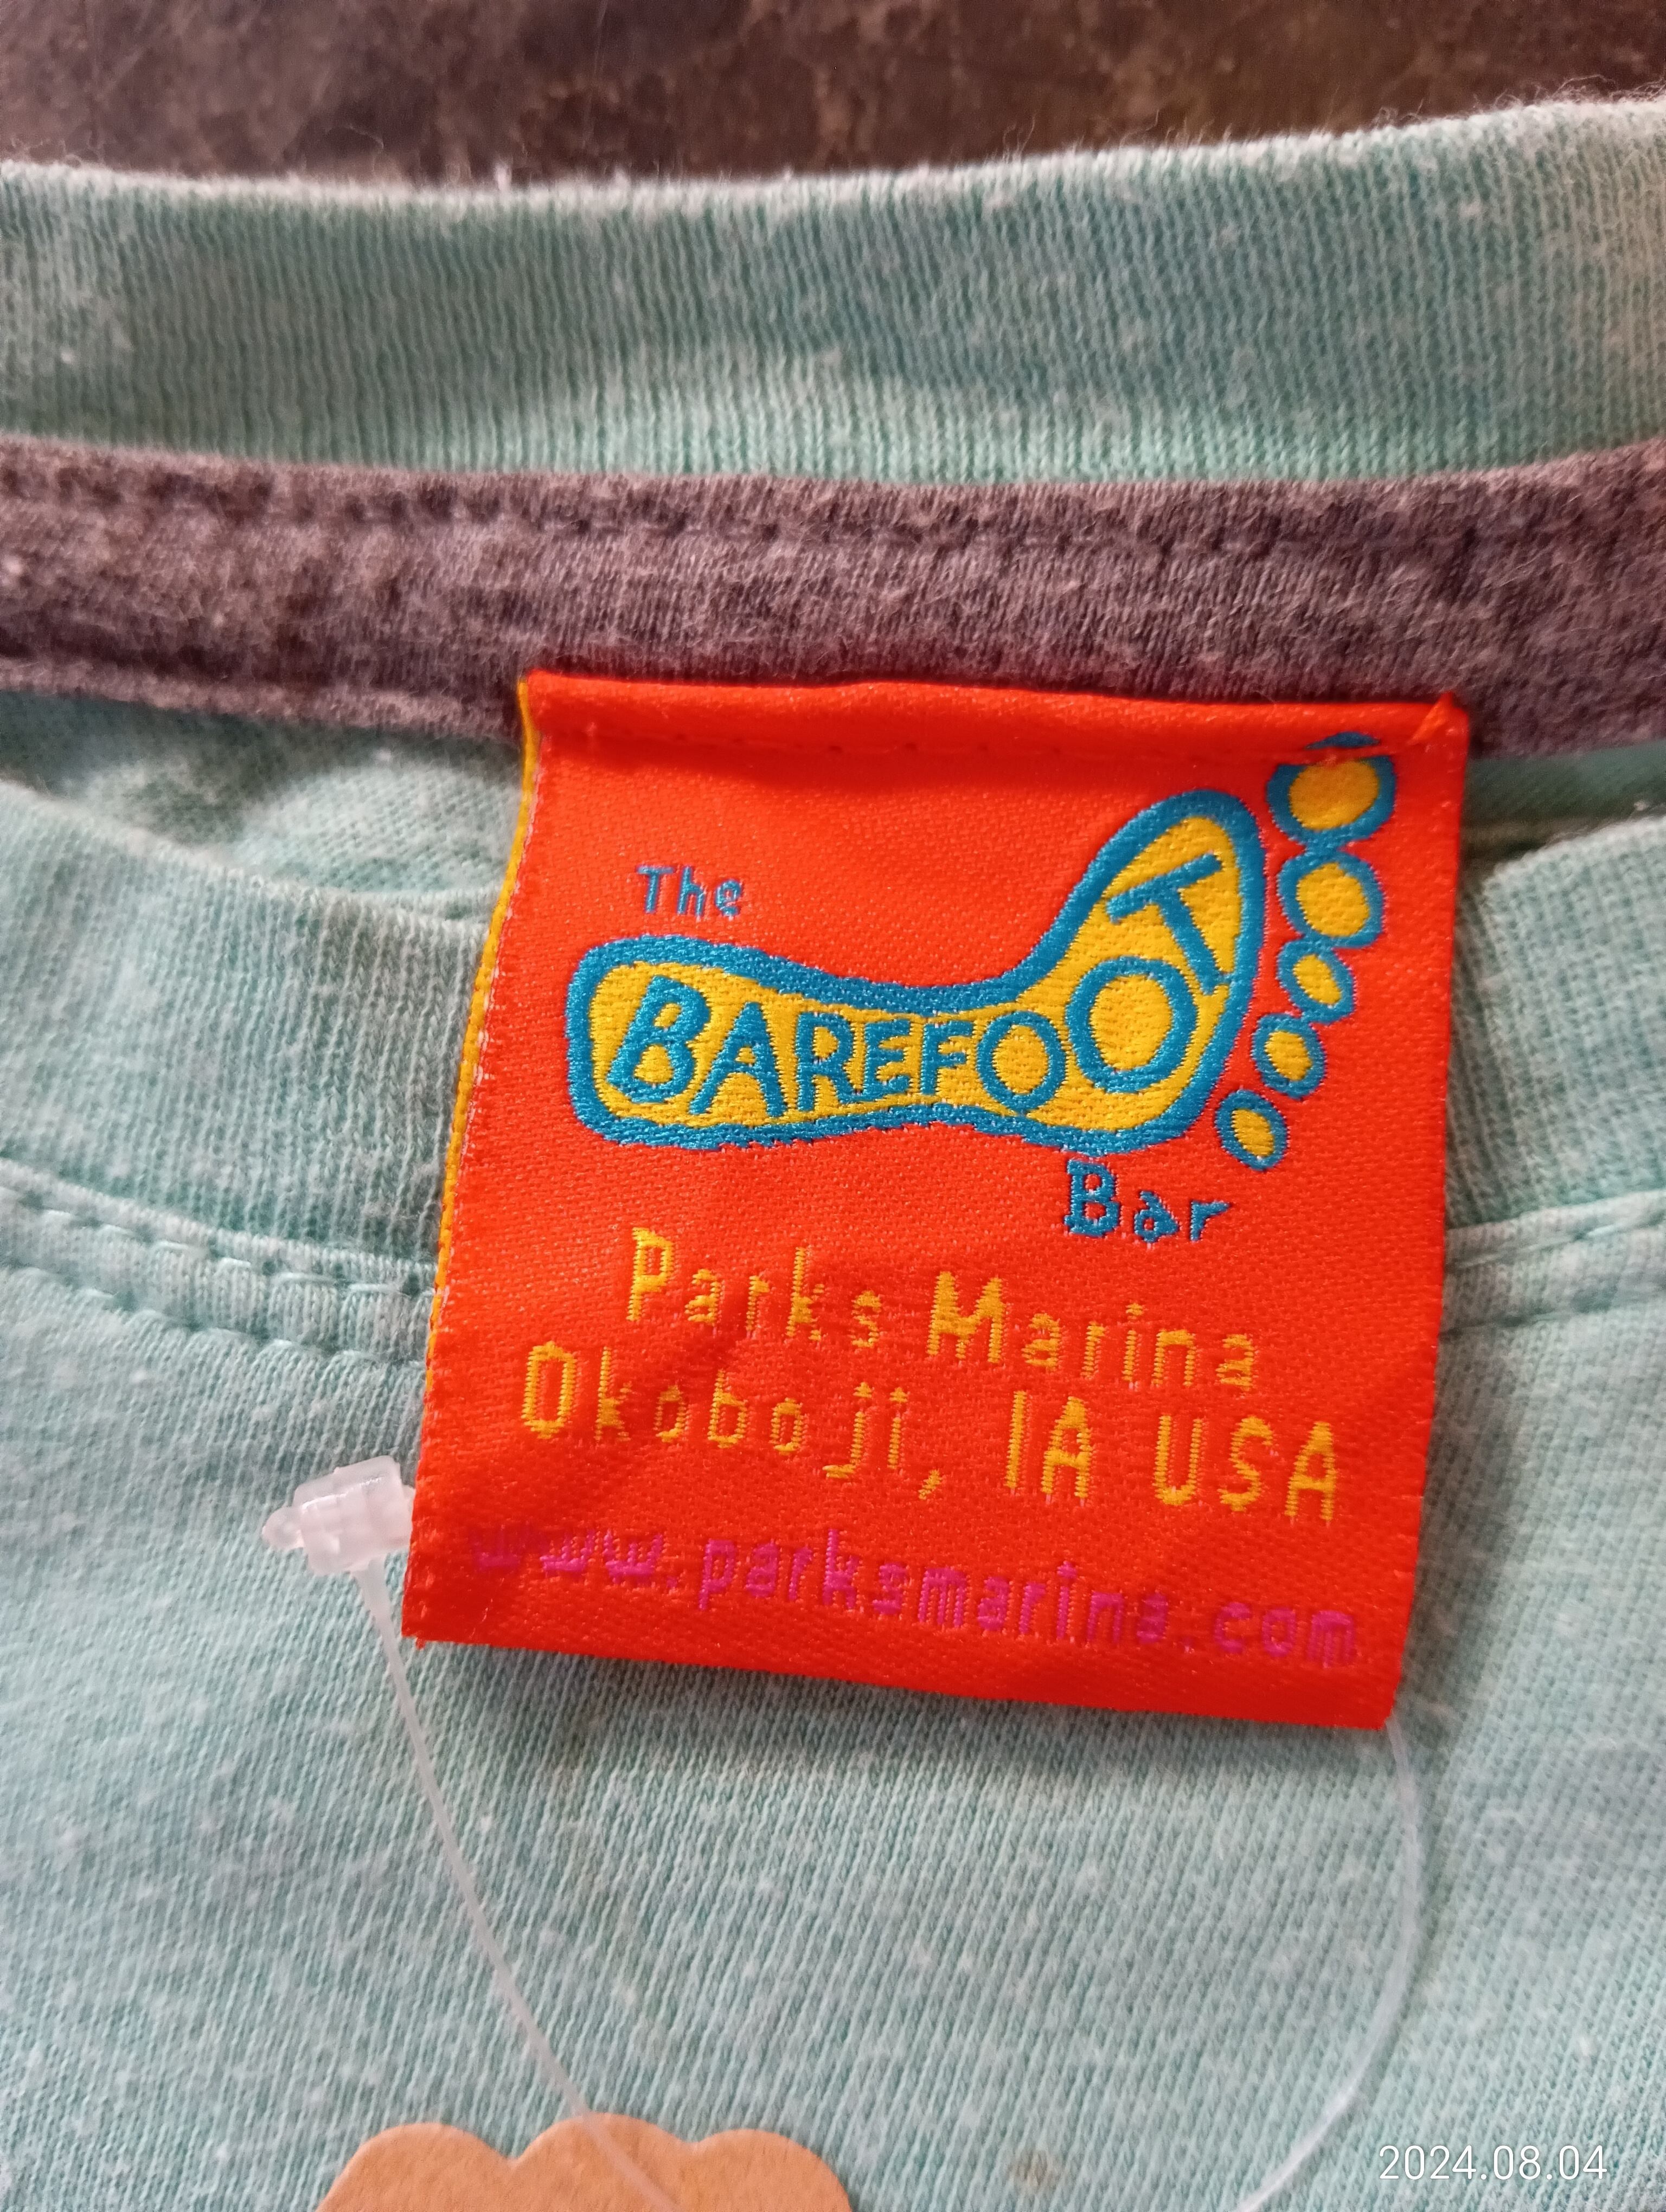 The
BAREFOOT
Bar
Parks Marina
Okoboji, IA USA
www.parksmarina.com
2024.08.04